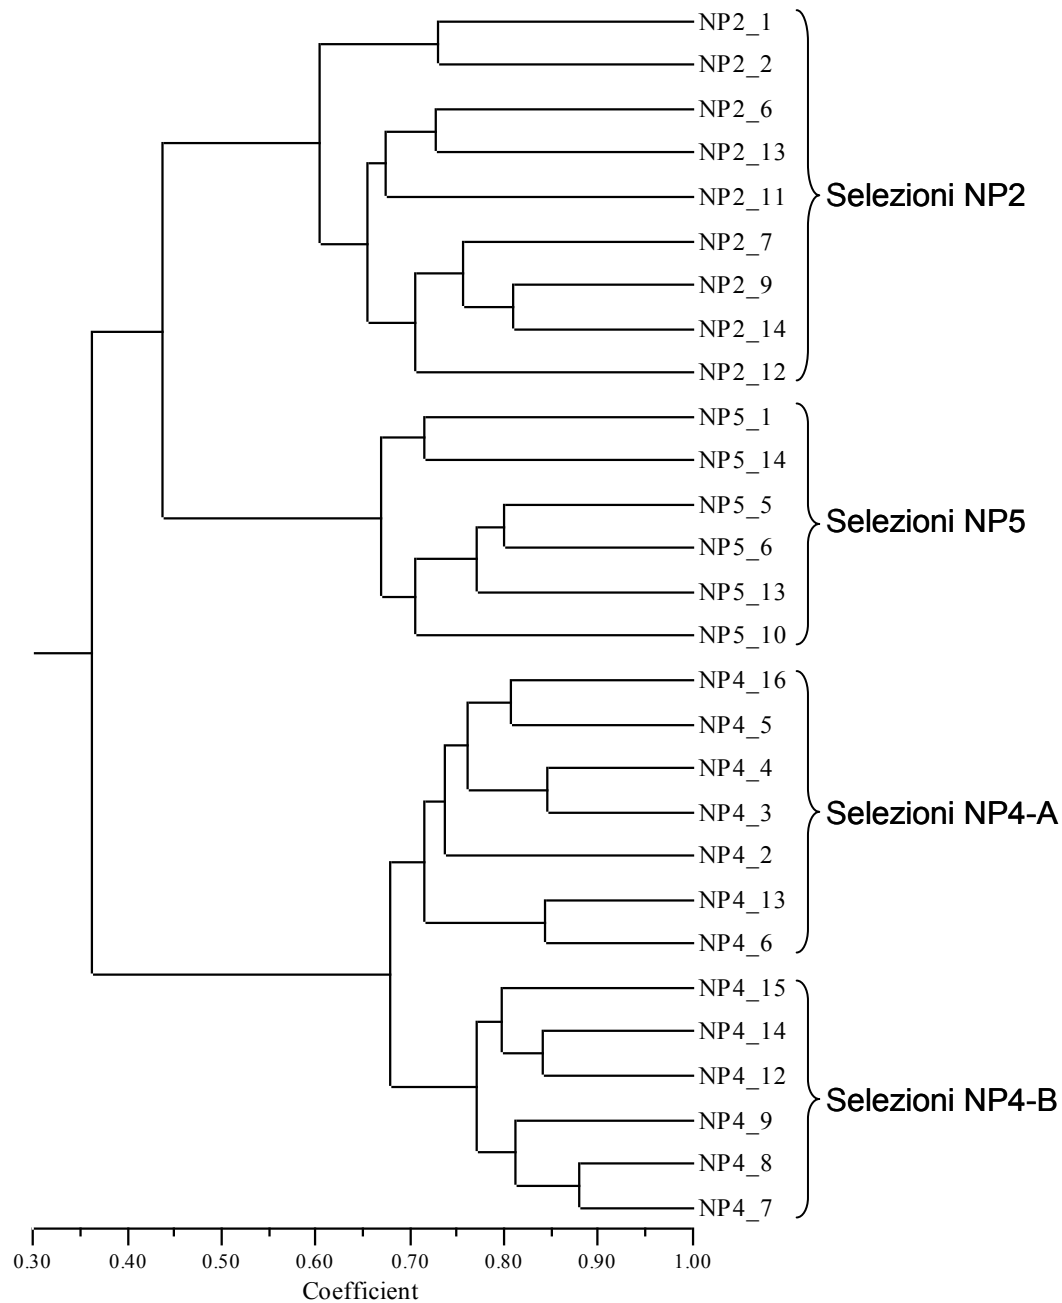 NP2_1
NP2_2
NP2_6
NP2_13
NP2_11
NP2_7
NP2_9
NP2_14
NP2_12
Selezioni NP2
NP5_1
NP5_14
NP5_5
NP5_6
NP5_13
NP5_10
Selezioni NP5
NP4_16
NP4_5
NP4_4
NP4_3
NP4_2
NP4_13
NP4_6
Selezioni NP4-A
NP4_15
NP4_14
NP4_12
NP4_9
NP4_8
NP4_7
Selezioni NP4-B
0.30 0.40 0.50 0.60 0.70 0.80 0.90 1.00
Coefficient